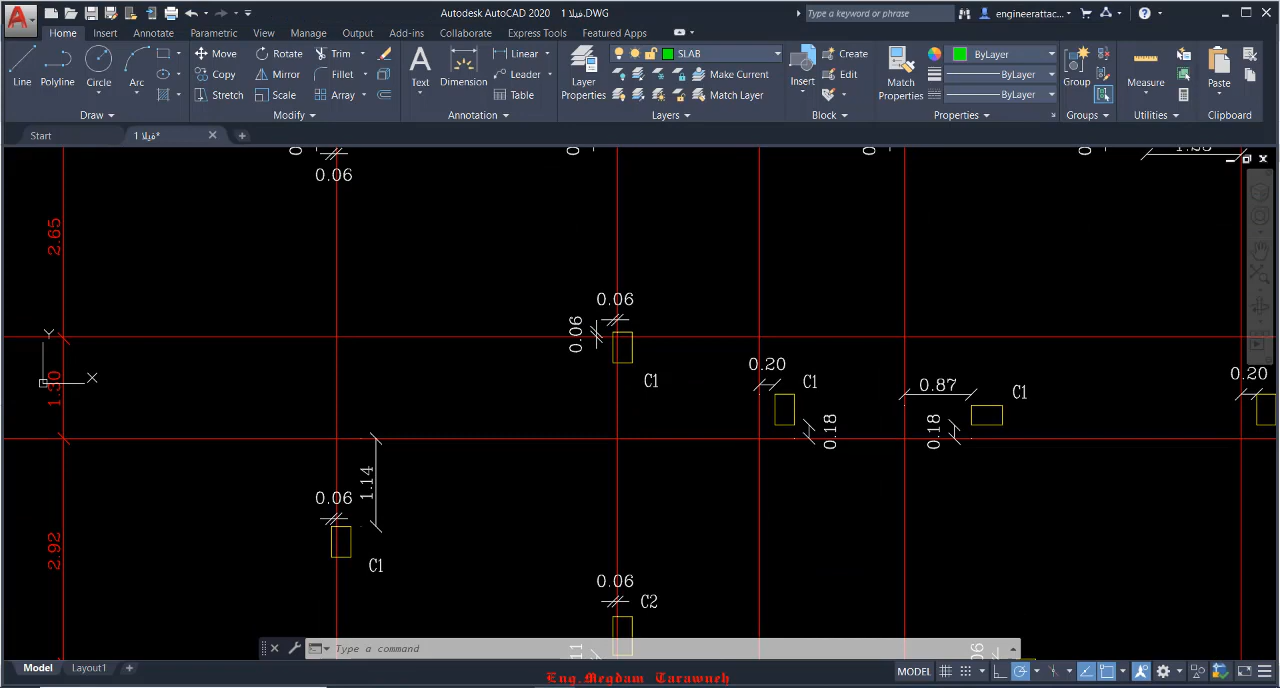 Autodesk AutoCAD 2020 فيلا 1.DWG
Type a keyword or phrase
engineerattac...
Home Insert Annotate Parametric View Manage Output Add-ins Collaborate Express Tools Featured Apps
Line Polyline Circle Arc
Move Rotate Trim
Copy Mirror Fillet
Stretch Scale Array
Text Dimension
Linear
Leader
Table
Layer Properties
SLAB
Make Current
Match Layer
Insert
Create
Edit
Match Properties
ByLayer
ByLayer
ByLayer
Group
Measure
Paste
Draw Modify Annotation Layers Block Properties Groups Utilities Clipboard
Start فيلا 1*
0.06
2.65
0.06
0.06
C1
0.20 C1
0.18
0.87 C1
0.18
0.20
Y
X
1.30
1.14
0.06
C1
2.92
0.06
C2
Type a command
Model Layout1
MODEL
Eng.Megdam Tarawneh